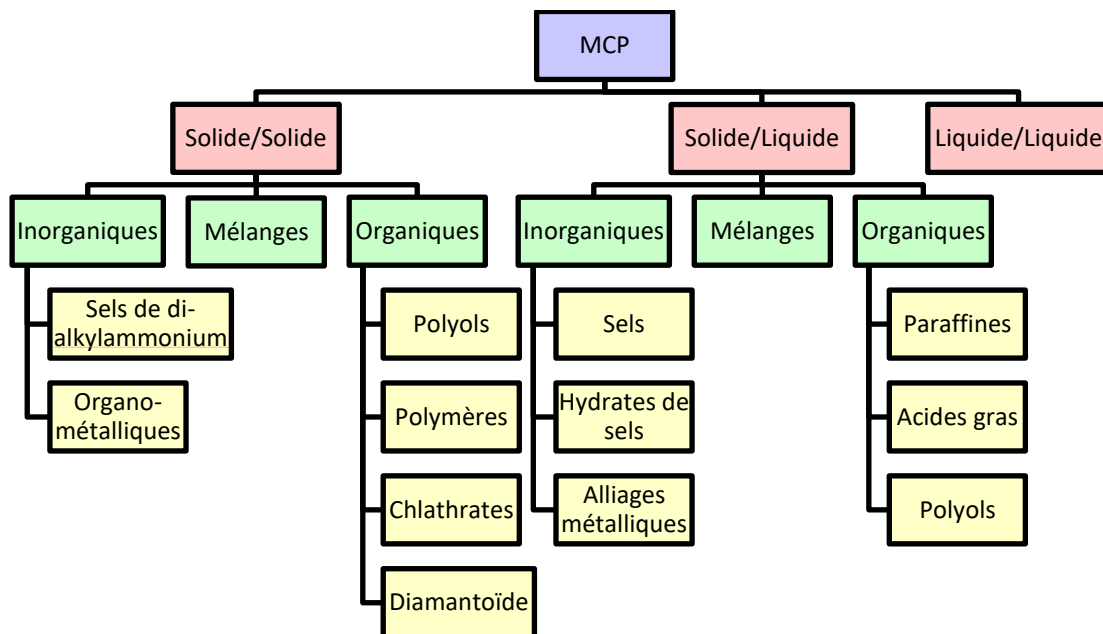 MCP
Solide/Solide
Solide/Liquide
Liquide/Liquide
Inorganiques
Mélanges
Organiques
Inorganiques
Mélanges
Organiques
Sels de di-
alkylammonium
Organo-
métalliques
Polyols
Polymères
Chlathrates
Diamantoïde
Sels
Hydrates de
sels
Alliages
métalliques
Paraffines
Acides gras
Polyols